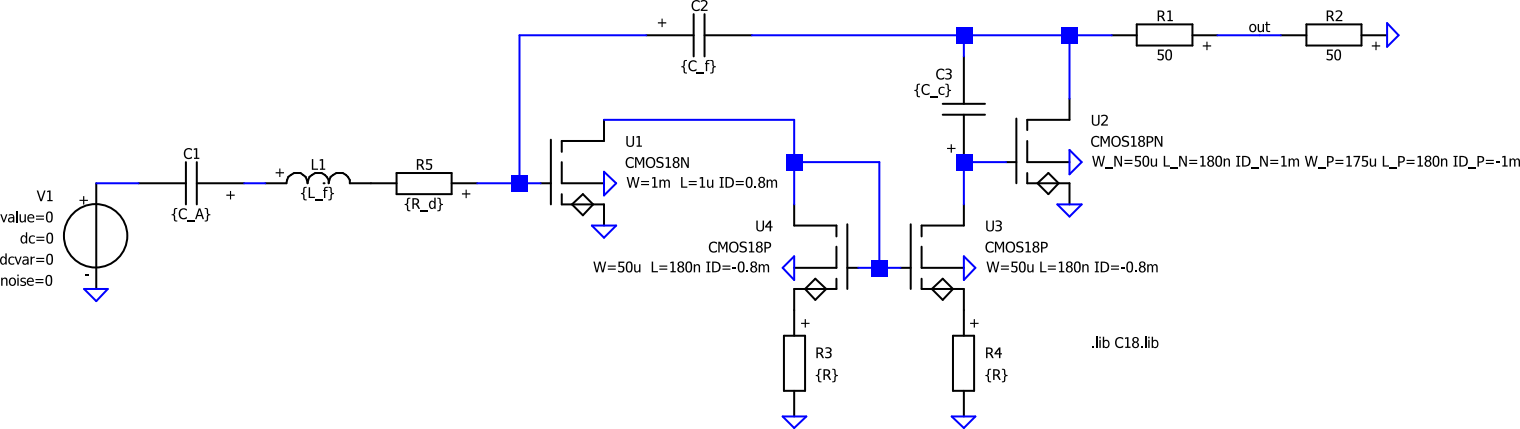 C2
+
{C_f}
R1
+
50
out
R2
+
50
C3
{C_c}
+
U2
CMOS18PN
W_N=50u L_N=180n ID_N=1m W_P=175u L_P=180n ID_P=-1m
U1
CMOS18N
W=1m L=1u ID=0.8m
C1
+
{C_A}
L1
+
{L_f}
R5
+
{R_d}
V1
value=0
dc=0
dcvar=0
noise=0
+
-
U4
CMOS18P
W=50u L=180n ID=-0.8m
U3
CMOS18P
W=50u L=180n ID=-0.8m
+
R3
{R}
+
R4
{R}
.lib C18.lib